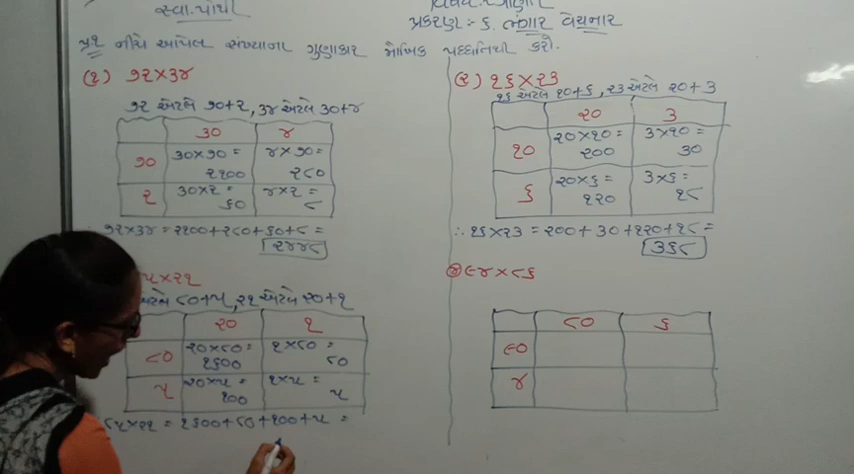 સ્વા. પોથી
પ્રકરણ :- ૬. ભંગાર વેચનાર
પ્ર૧ નીચે આપેલ સંખ્યાના ગુણાકાર મૌખિક પદ્ધતિથી કરો.
(૧) ૭૨×૩૪
૭૨ એટલે ૭૦+૨, ૩૪ એટલે ૩૦+૪
૩૦ ૪
૭૦ ૩૦×૭૦= ૪×૭૦=
૨૧૦૦ ૨૮૦
૨ ૩૦×૨= ૪×૨=
૬૦ ૮
∴ ૭૨×૩૪ = ૨૧૦૦+૨૮૦+૬૦+૮ =
૨૪૪૮
(૨) ૧૬×૨૩
૧૬ એટલે ૧૦+૬, ૨૩ એટલે ૨૦+૩
૨૦ ૩
૧૦ ૨૦×૧૦= ૩×૧૦=
૨૦૦ ૩૦
૬ ૨૦×૬= ૩×૬=
૧૨૦ ૧૮
∴ ૧૬×૨૩ = ૨૦૦+૩૦+૧૨૦+૧૮ =
૩૬૮
૫×૨૧
એટલે ૮૦+૫, ૨૧ એટલે ૨૦+૧
૨૦ ૧
૮૦ ૨૦×૮૦= ૧×૮૦=
૧૬૦૦ ૮૦
૫ ૨૦×૫= ૧×૫=
૧૦૦ ૫
૮૫×૨૧ = ૧૬૦૦+૮૦+૧૦૦+૫ =
૪ ૯૪×૮૬
૮૦ ૬
૯૦
૪